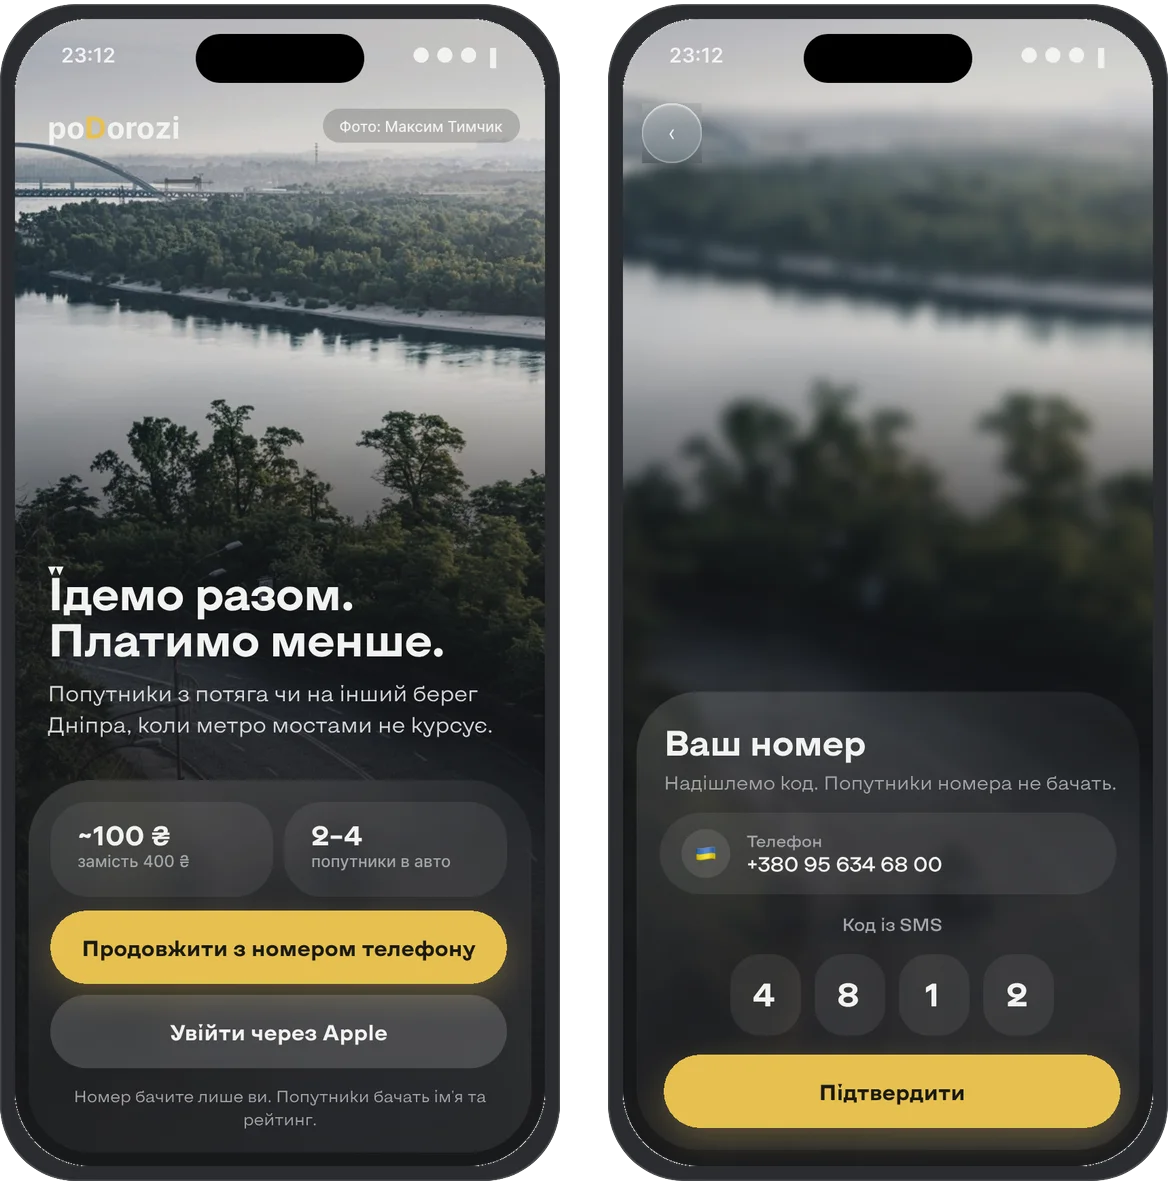 23:12
poDorozi
Фото: Максим Тимчик
Їдемо разом.
Платимо менше.
Попутники з потяга чи на інший берег
Дніпра, коли метро мостами не курсує.
~100 ₴
замість 400 ₴
2–4
попутники в авто
Продовжити з номером телефону
Увійти через Apple
Номер бачите лише ви. Попутники бачать ім'я та
рейтинг.
23:12
‹
Ваш номер
Надішлемо код. Попутники номера не бачать.
Телефон
+380 95 634 68 00
Код із SMS
4 8 1 2
Підтвердити